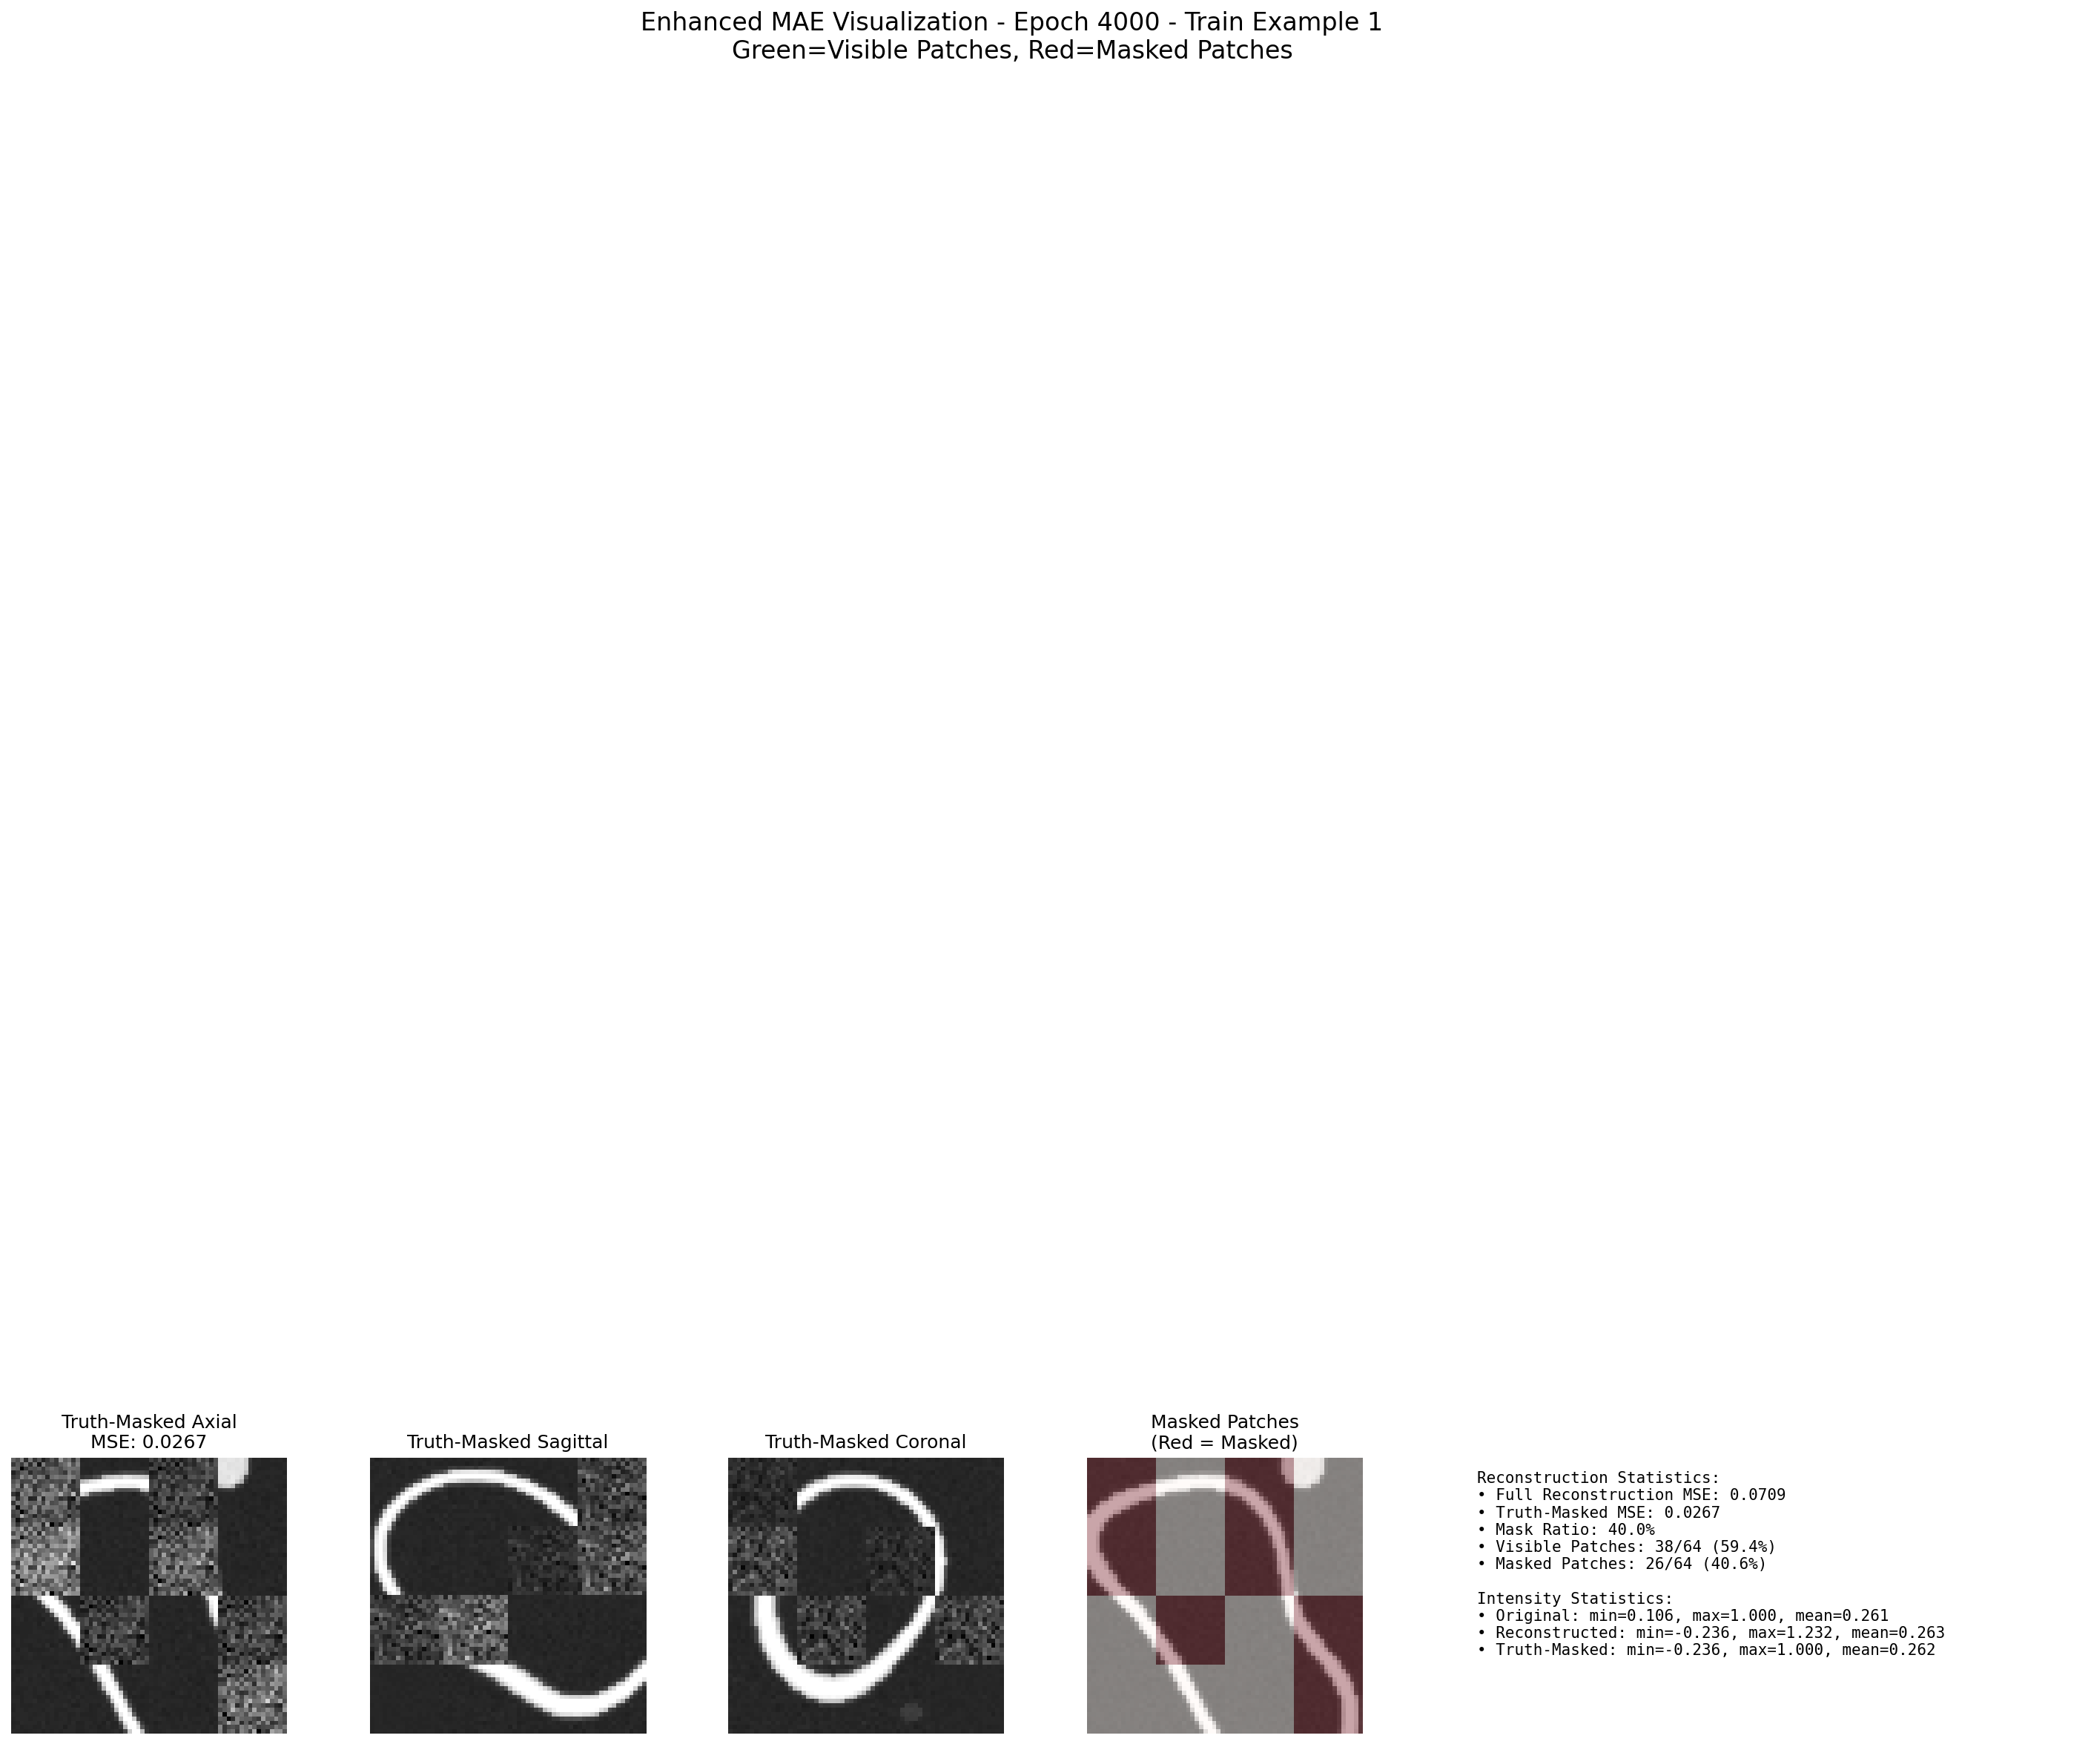 Enhanced MAE Visualization - Epoch 4000 - Train Example 1
Green=Visible Patches, Red=Masked Patches
Truth-Masked Axial
MSE: 0.0267
Truth-Masked Sagittal
Truth-Masked Coronal
Masked Patches
(Red = Masked)
Reconstruction Statistics:
• Full Reconstruction MSE: 0.0709
• Truth-Masked MSE: 0.0267
• Mask Ratio: 40.0%
• Visible Patches: 38/64 (59.4%)
• Masked Patches: 26/64 (40.6%)
Intensity Statistics:
• Original: min=0.106, max=1.000, mean=0.261
• Reconstructed: min=-0.236, max=1.232, mean=0.263
• Truth-Masked: min=-0.236, max=1.000, mean=0.262